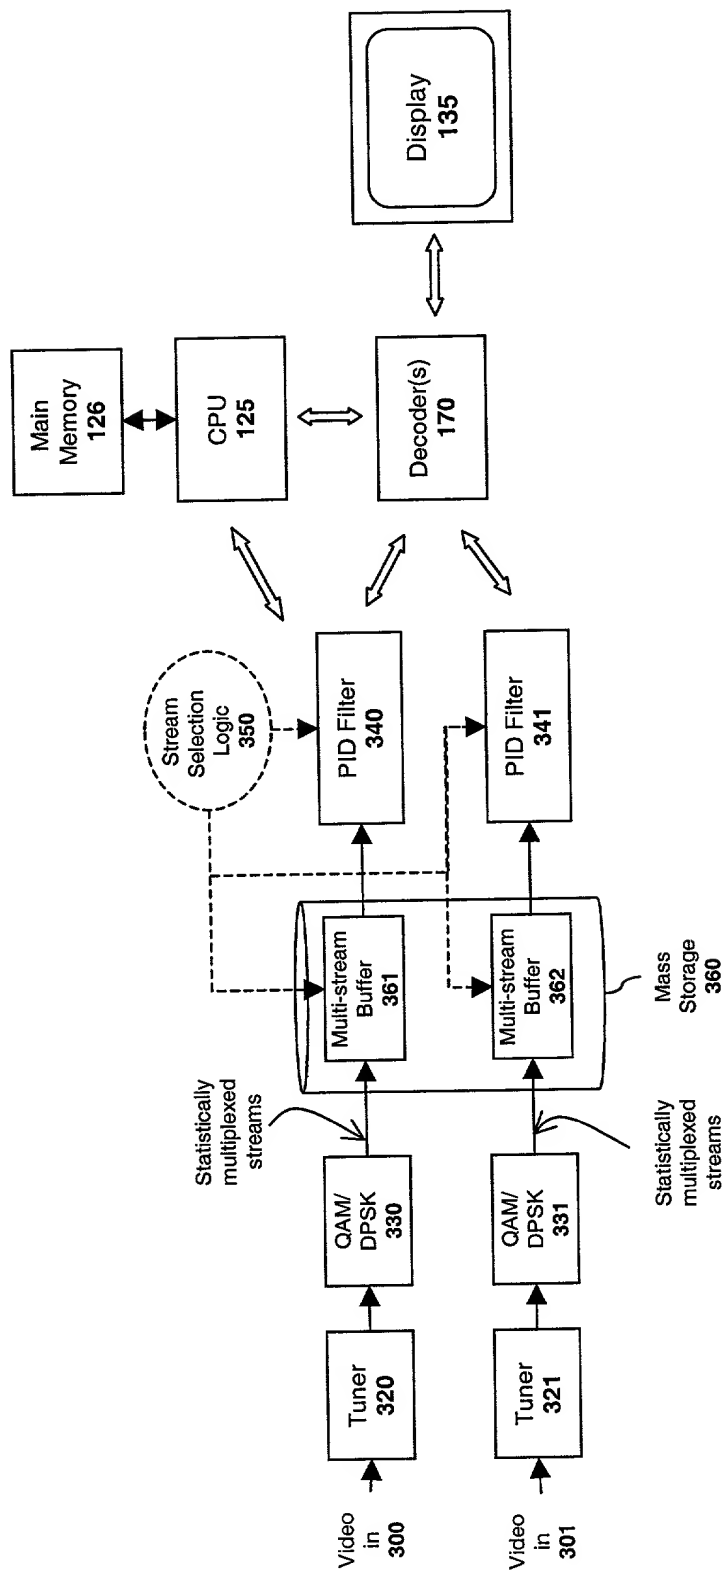 Main
Memory
126
CPU
125
Decoder(s)
170
Display
135
Stream
Selection
Logic
350
PID Filter
340
PID Filter
341
Multi-stream
Buffer
361
Multi-stream
Buffer
362
Mass
Storage
360
Statistically
multiplexed
streams
Statistically
multiplexed
streams
QAM/
DPSK
330
QAM/
DPSK
331
Tuner
320
Tuner
321
Video
in
300
Video
in
301